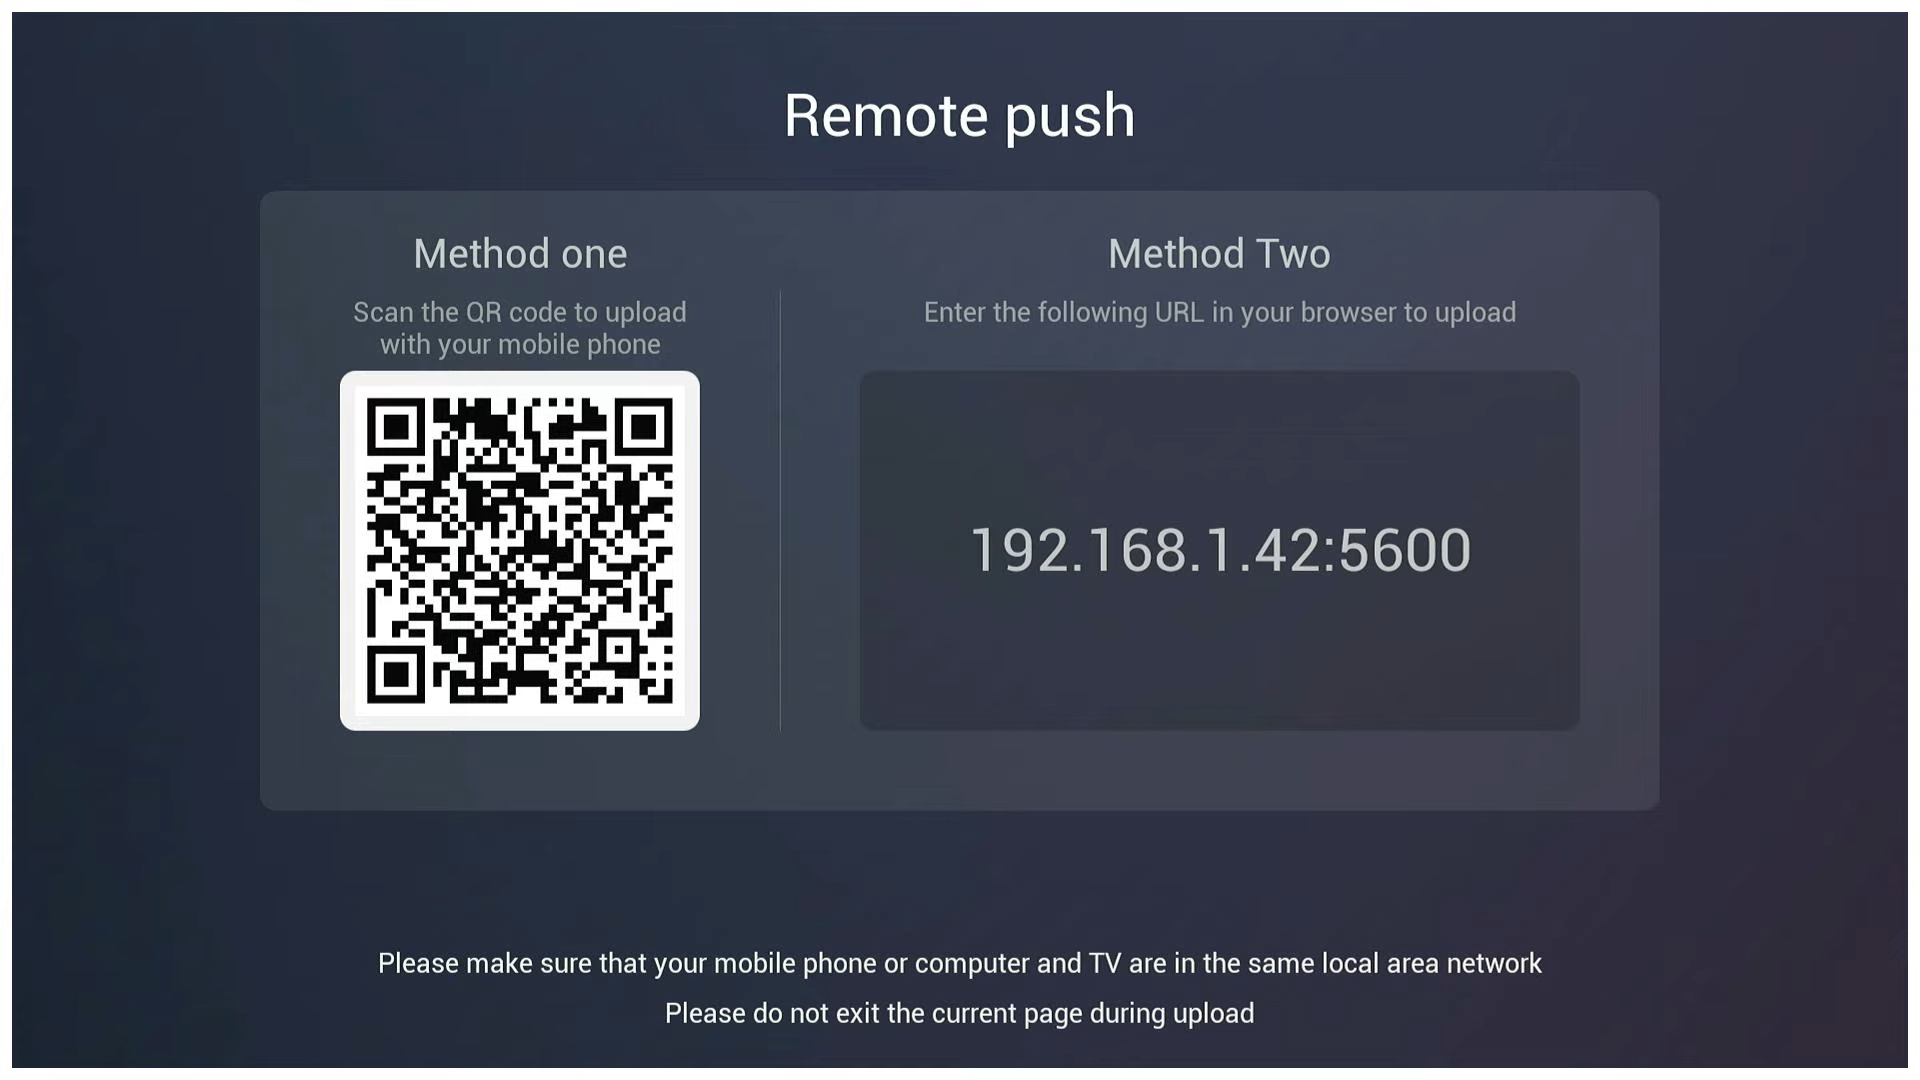 Remote push
Method one
Scan the QR code to upload
with your mobile phone
Method Two
Enter the following URL in your browser to upload
192.168.1.42:5600
Please make sure that your mobile phone or computer and TV are in the same local area network
Please do not exit the current page during upload